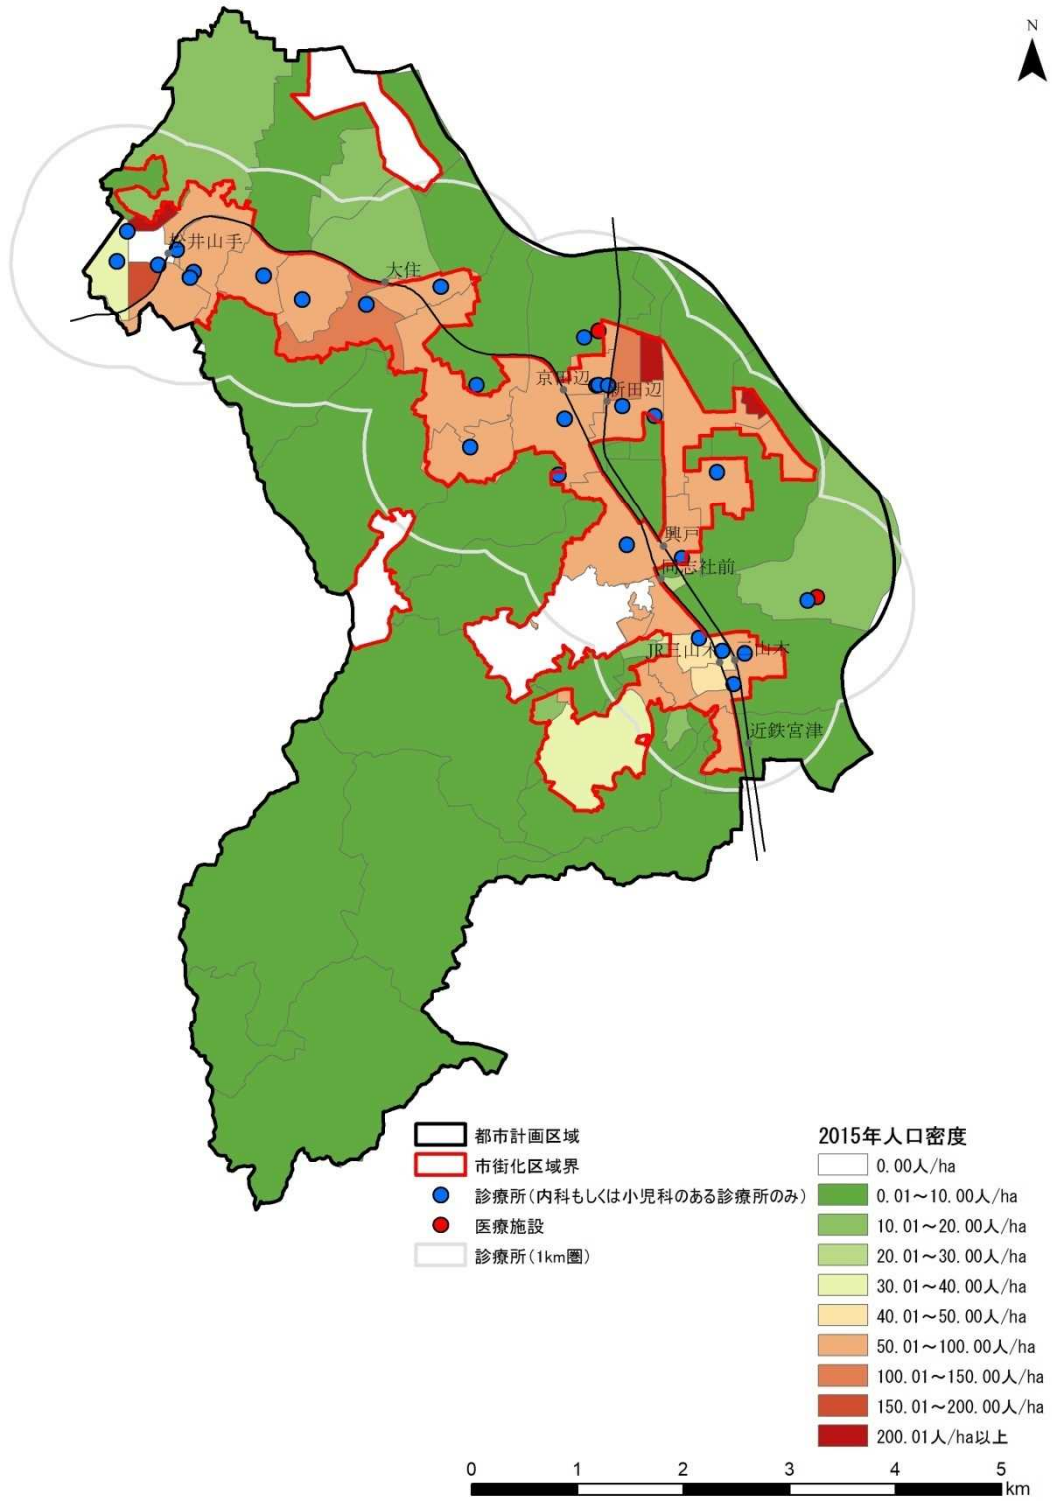 N
松井山手
大住
京田辺
新田辺
興戸
同志社前
JR三山木
三山木
近鉄宮津
都市計画区域
市街化区域界
診療所(内科もしくは小児科のある診療所のみ)
医療施設
診療所(1km圏)
2015年人口密度
0.00人/ha
0.01~10.00人/ha
10.01~20.00人/ha
20.01~30.00人/ha
30.01~40.00人/ha
40.01~50.00人/ha
50.01~100.00人/ha
100.01~150.00人/ha
150.01~200.00人/ha
200.01人/ha以上
0 1 2 3 4 5
km